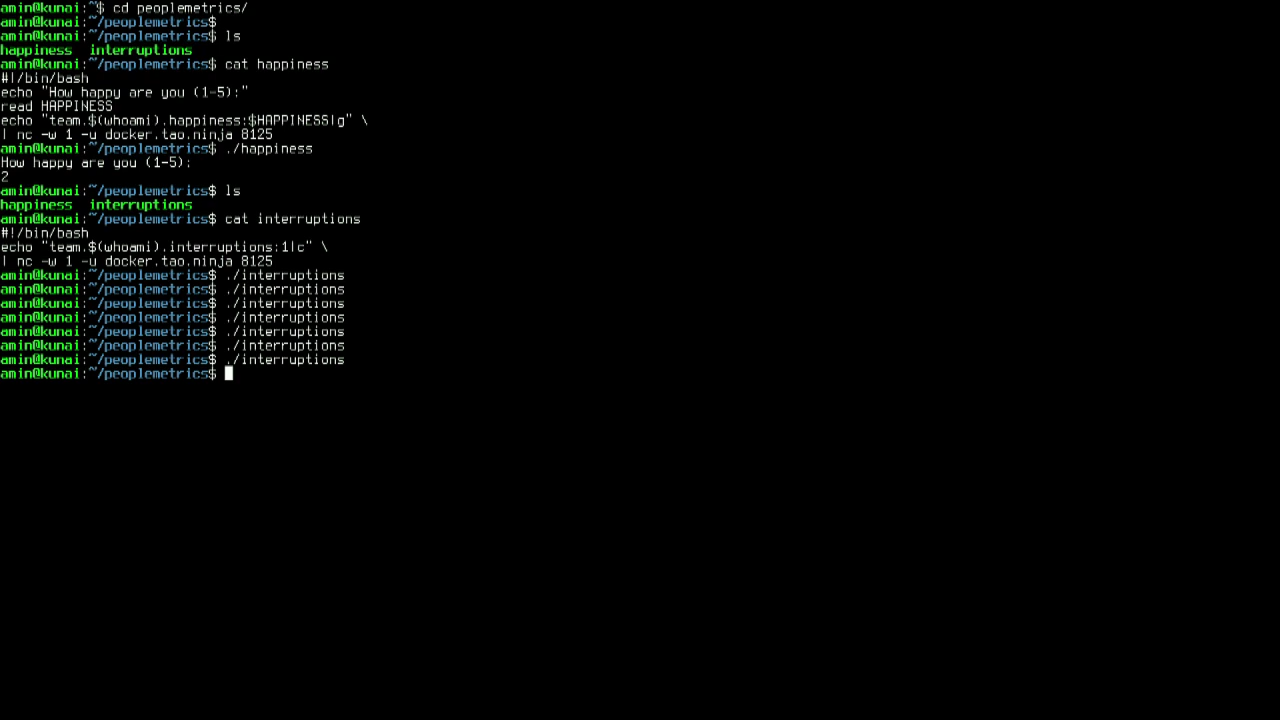 amin@kunai:~$ cd peoplemetrics/
amin@kunai:~/peoplemetrics$
amin@kunai:~/peoplemetrics$ ls
happiness  interruptions
amin@kunai:~/peoplemetrics$ cat happiness
#!/bin/bash
echo "How happy are you (1-5):"
read HAPPINESS
echo "team.$(whoami).happiness:$HAPPINESS|g" \
| nc -w 1 -u docker.tao.ninja 8125
amin@kunai:~/peoplemetrics$ ./happiness
How happy are you (1-5):
2
amin@kunai:~/peoplemetrics$ ls
happiness  interruptions
amin@kunai:~/peoplemetrics$ cat interruptions
#!/bin/bash
echo "team.$(whoami).interruptions:1|c" \
| nc -w 1 -u docker.tao.ninja 8125
amin@kunai:~/peoplemetrics$ ./interruptions
amin@kunai:~/peoplemetrics$ ./interruptions
amin@kunai:~/peoplemetrics$ ./interruptions
amin@kunai:~/peoplemetrics$ ./interruptions
amin@kunai:~/peoplemetrics$ ./interruptions
amin@kunai:~/peoplemetrics$ ./interruptions
amin@kunai:~/peoplemetrics$ ./interruptions
amin@kunai:~/peoplemetrics$